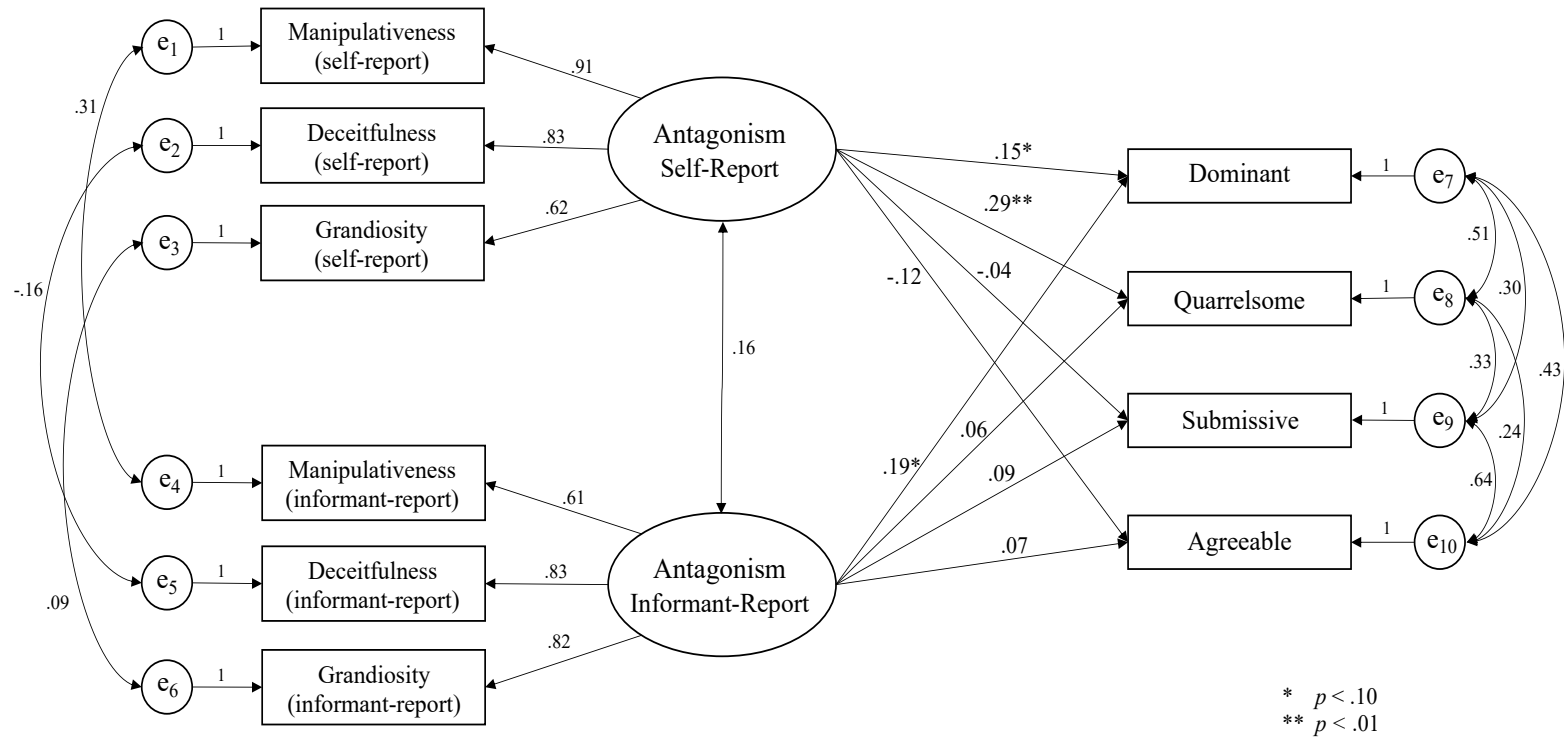 e1
1
Manipulativeness
(self-report)
.91
.31
e2
1
Deceitfulness
(self-report)
.83
Antagonism
Self-Report
.62
e3
1
Grandiosity
(self-report)
-.16
.16
e4
1
Manipulativeness
(informant-report)
.61
e5
1
Deceitfulness
(informant-report)
.83
Antagonism
Informant-Report
.09
.82
e6
1
Grandiosity
(informant-report)
.15*
.29**
-.04
-.12
.19*
.06
.09
.07
Dominant
1
e7
.51
Quarrelsome
1
e8
.30
.33
.43
Submissive
1
e9
.24
.64
Agreeable
1
e10
* p < .10
** p < .01